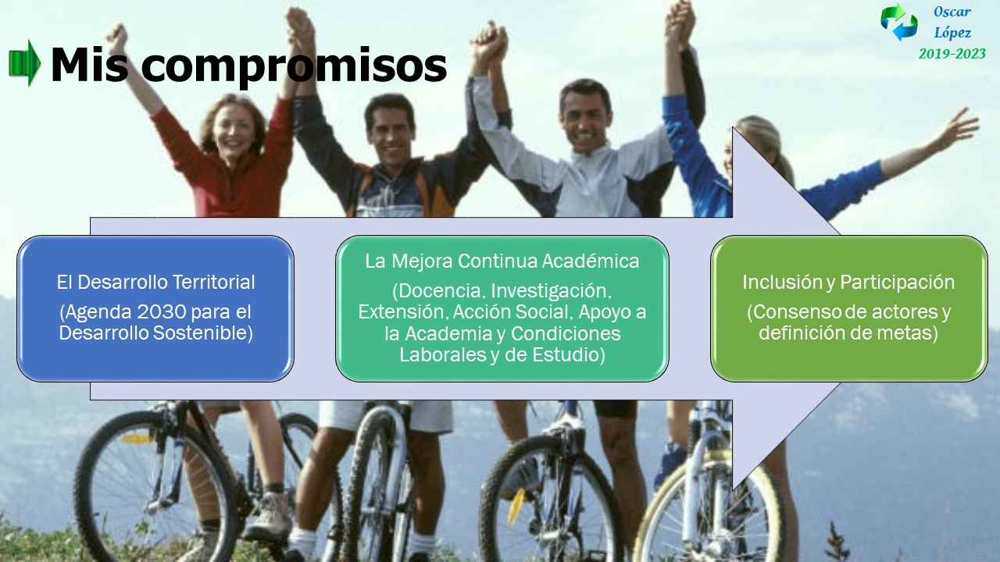 Oscar
López
2019-2023
Mis compromisos
El Desarrollo Territorial
(Agenda 2030 para el
Desarrollo Sostenible)
La Mejora Continua Académica
(Docencia, Investigación,
Extensión, Acción Social, Apoyo a
la Academia y Condiciones
Laborales y de Estudio)
Inclusión y Participación
(Consenso de actores y
definición de metas)